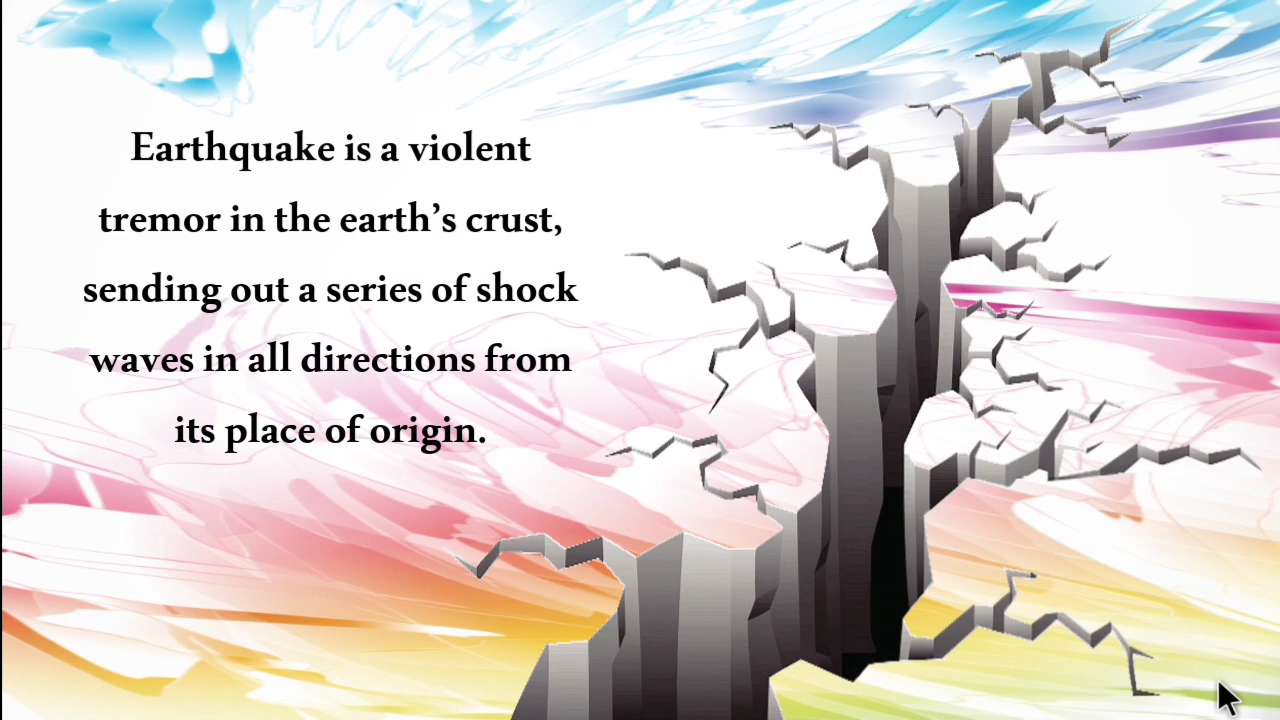 Earthquake is a violent
tremor in the earth’s crust,
sending out a series of shock
waves in all directions from
its place of origin.